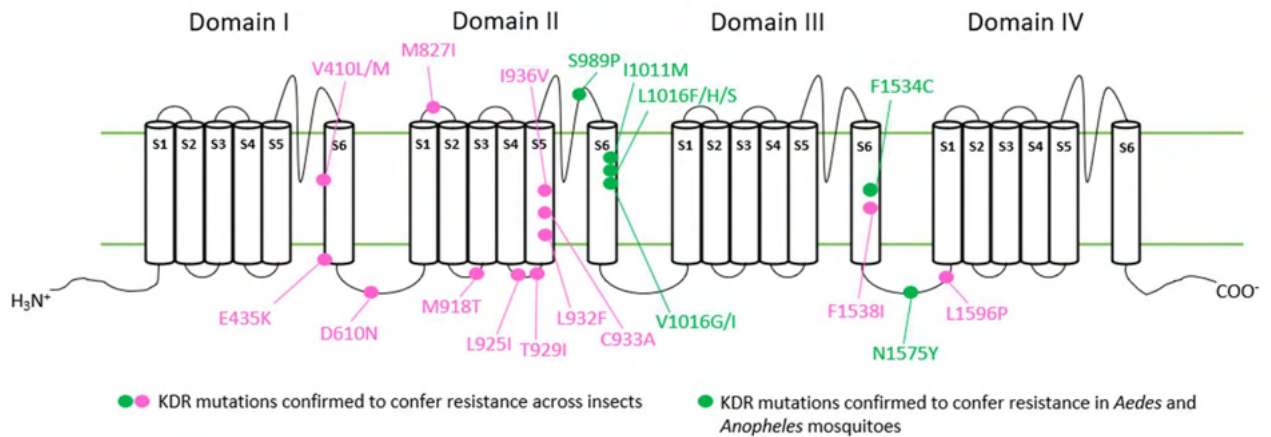 Domain I
Domain II
Domain III
Domain IV
M827I
V410L/M
I936V
S989P
I1011M
L1016F/H/S
F1534C
S1 S2 S3 S4 S5 S6
S1 S2 S3 S4 S5 S6
S1 S2 S3 S4 S5 S6
S1 S2 S3 S4 S5 S6
H₃N⁺
COO⁻
E435K
D610N
M918T
L925I
T929I
L932F
C933A
V1016G/I
F1538I
L1596P
N1575Y
KDR mutations confirmed to confer resistance across insects
KDR mutations confirmed to confer resistance in Aedes and
Anopheles mosquitoes